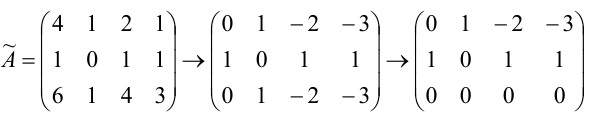 Ã = (4 1 2 1 → (0 1 −2 −3 → (0 1 −2 −3
1 0 1 1 1 0 1 1 1 0 1 1
6 1 4 3) 0 1 −2 −3) 0 0 0 0)